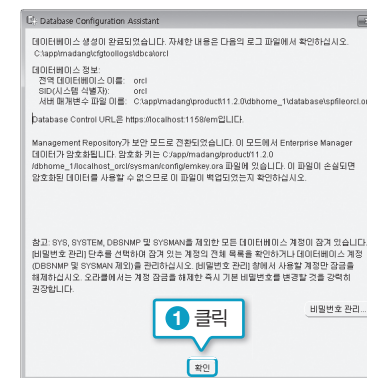 Database Configuration Assistant
데이터베이스 생성이 완료되었습니다. 자세한 내용은 다음의 로그 파일에서 확인하십시오.
C:\app\madang\cfgtoollogs\dbca\orcl
데이터베이스 정보:
전역 데이터베이스 이름: orcl
SID(시스템 식별자): orcl
서버 매개변수 파일 이름: C:\app\madang\product\11.2.0\dbhome_1\database\spfileorcl.or
Database Control URL은 https://localhost:1158/em입니다.
Management Repository가 보안 모드로 전환되었습니다. 이 모드에서 Enterprise Manager
데이터가 암호화됩니다. 암호화 키는 C:/app/madang/product/11.2.0
/dbhome_1/localhost_orcl/sysman/config/emkey.ora 파일에 있습니다. 이 파일이 손실되면
암호화된 데이터를 사용할 수 없으므로 이 파일이 백업되었는지 확인하십시오.
참고: SYS, SYSTEM, DBSNMP 및 SYSMAN을 제외한 모든 데이터베이스 계정이 잠겨 있습니다.
[비밀번호 관리] 단추를 선택하여 잠겨 있는 계정의 전체 목록을 확인하거나 데이터베이스 계정
(DBSNMP 및 SYSMAN 제외)을 관리하십시오. [비밀번호 관리] 창에서 사용할 계정만 잠금을
해제하십시오. 오라클에서는 계정 잠금을 해제한 즉시 기본 비밀번호를 변경할 것을 강력히
권장합니다.
비밀번호 관리...
1 클릭
확인